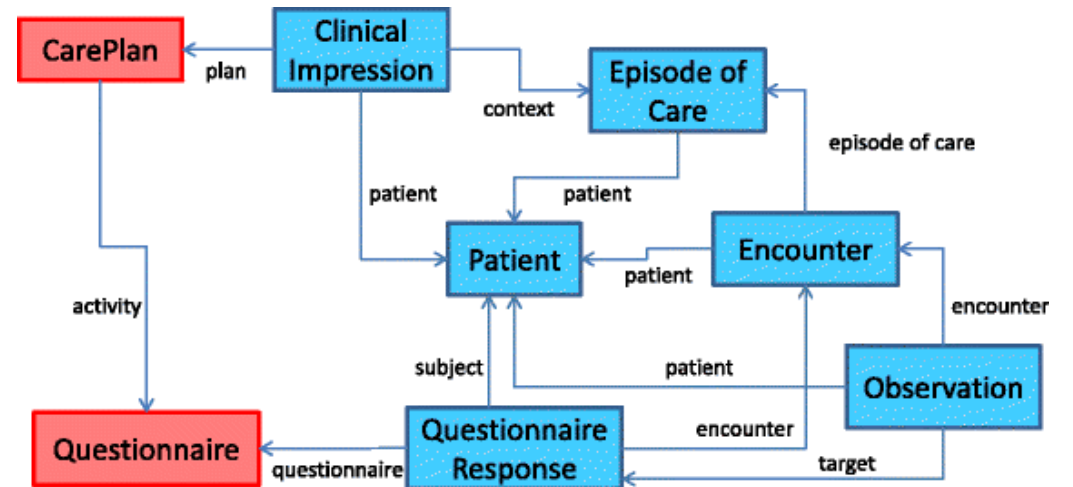 CarePlan
plan
Clinical
Impression
context
Episode of
Care
episode of care
patient
patient
Patient
patient
Encounter
activity
encounter
subject
patient
Observation
Questionnaire
questionnaire
Questionnaire
Response
encounter
target